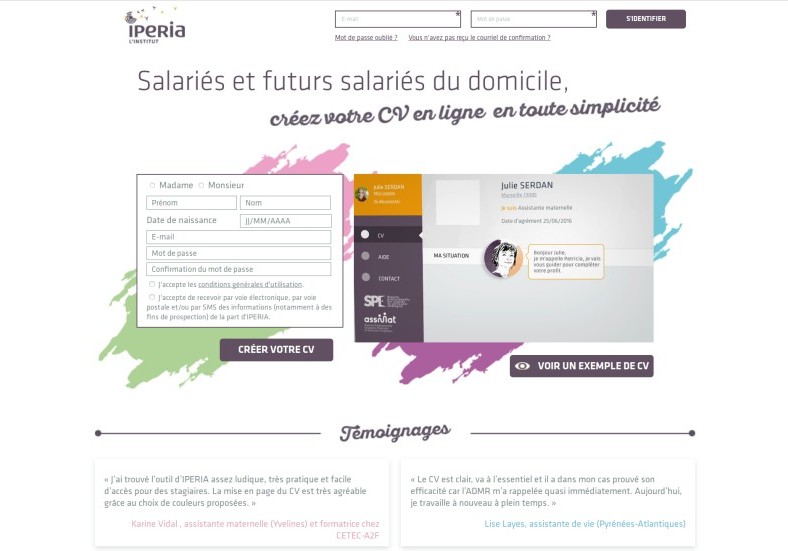 iPERia
L'INSTITUT
E-mail *
Mot de passe *
S'IDENTIFIER
Mot de passe oublié ? Vous n'avez pas reçu le courriel de confirmation ?
Salariés et futurs salariés du domicile,
créez votre CV en ligne en toute simplicité
Madame Monsieur
Prénom Nom
Date de naissance JJ/MM/AAAA
E-mail
Mot de passe
Confirmation du mot de passe
J'accepte les conditions générales d'utilisation.
J'accepte de recevoir par voie électronique, par voie
postale et/ou par SMS des informations (notamment à des
fins de prospection) de la part d'IPERIA.
CRÉER VOTRE CV
Julie SERDAN
CV
AIDE
CONTACT
SPE
assmat
Julie SERDAN
Marseille (13008)
Je suis Assistante maternelle
Date d'agrément 25/06/2016
MA SITUATION
Bonjour Julie,
je m'appelle Patricia, je vais
vous guider pour compléter
votre profil.
VOIR UN EXEMPLE DE CV
Témoignages
« J'ai trouvé l'outil d'IPERIA assez ludique, très pratique et facile
d'accès pour des stagiaires. La mise en page du CV est très agréable
grâce au choix de couleurs proposées. »
Karine Vidal , assistante maternelle (Yvelines) et formatrice chez
CETEC-A2F
« Le CV est clair, va à l'essentiel et il a dans mon cas prouvé son
efficacité car l'ADMR m'a rappelée quasi immédiatement. Aujourd'hui,
je travaille à nouveau à plein temps. »
Lise Layes, assistante de vie (Pyrénées-Atlantiques)